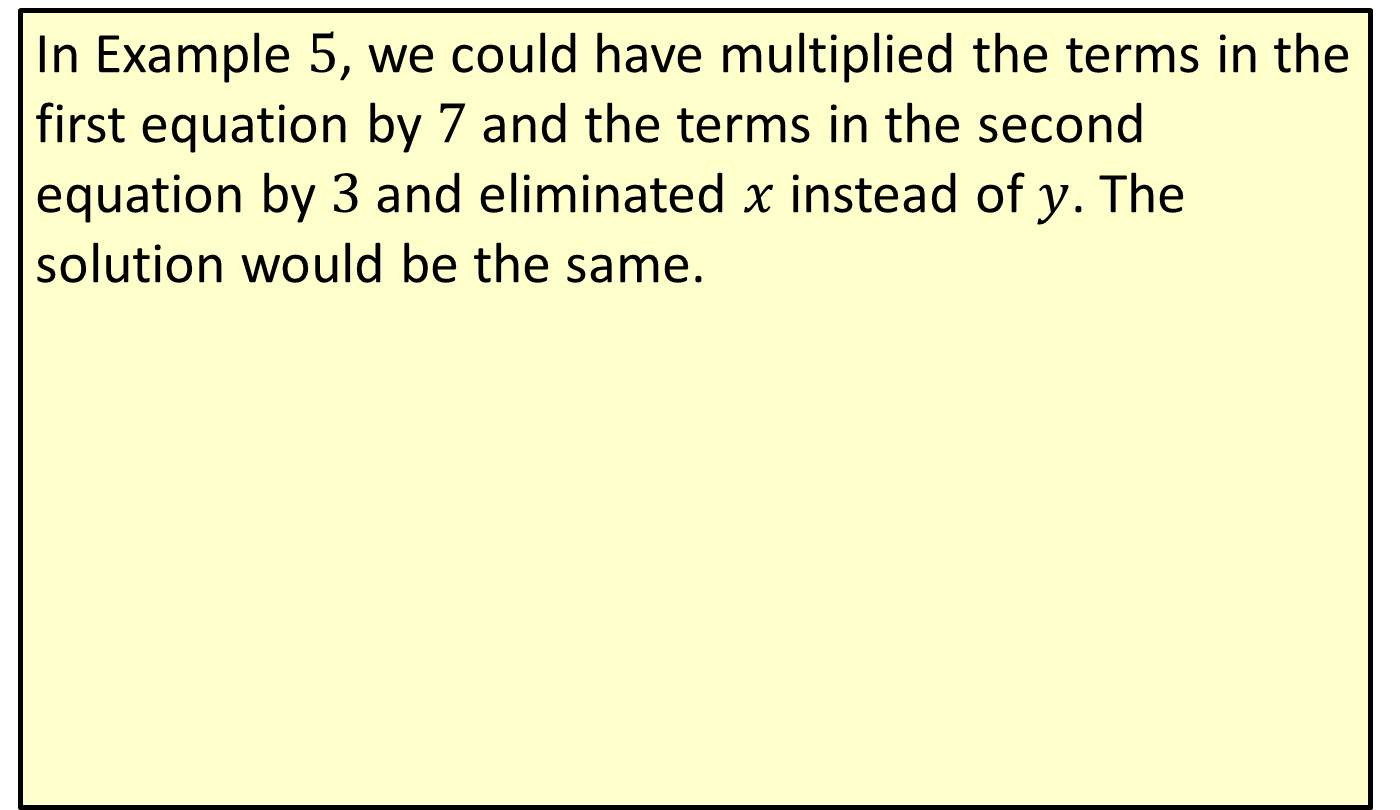 In Example 5, we could have multiplied the terms in the
first equation by 7 and the terms in the second
equation by 3 and eliminated x instead of y. The
solution would be the same.